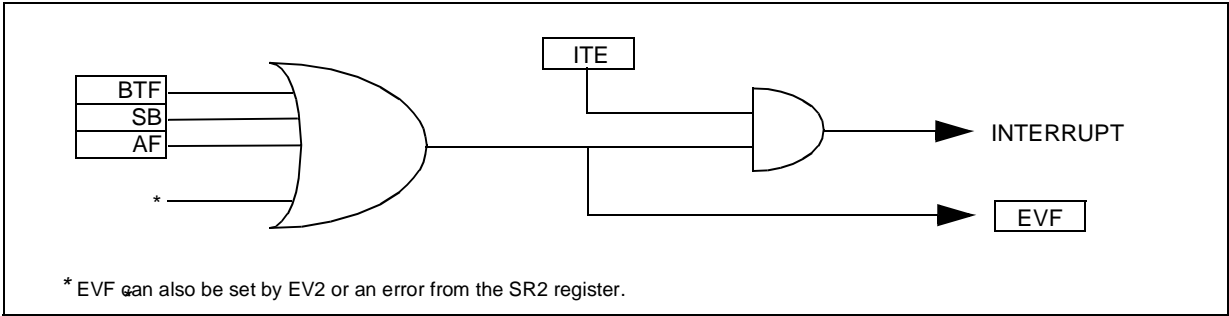 ITE
BTF
SB
AF
INTERRUPT
*
EVF
* EVF can also be set by EV2 or an error from the SR2 register.
*